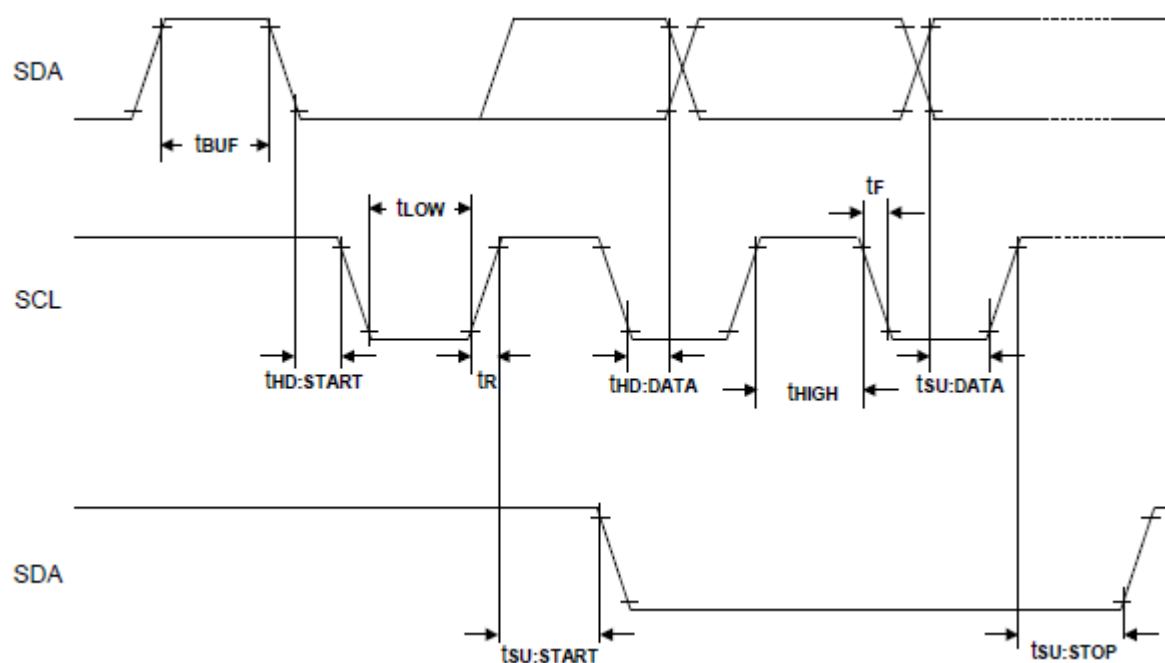 SDA
tBUF
tF
tLOW
SCL
tHD:START
tR
tHD:DATA
tHIGH
tSU:DATA
SDA
tSU:START
tSU:STOP